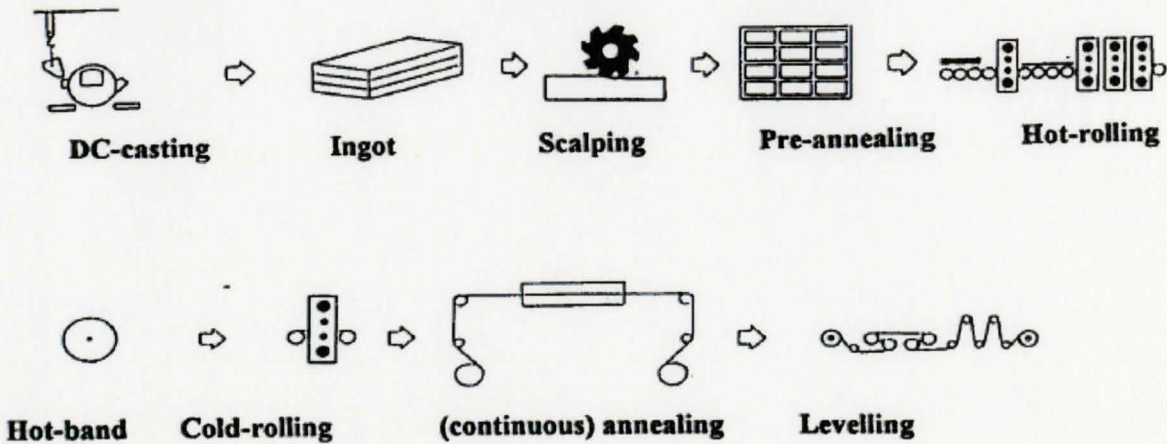 DC-casting
Ingot
Scalping
Pre-annealing
Hot-rolling
Hot-band
Cold-rolling
(continuous) annealing
Levelling